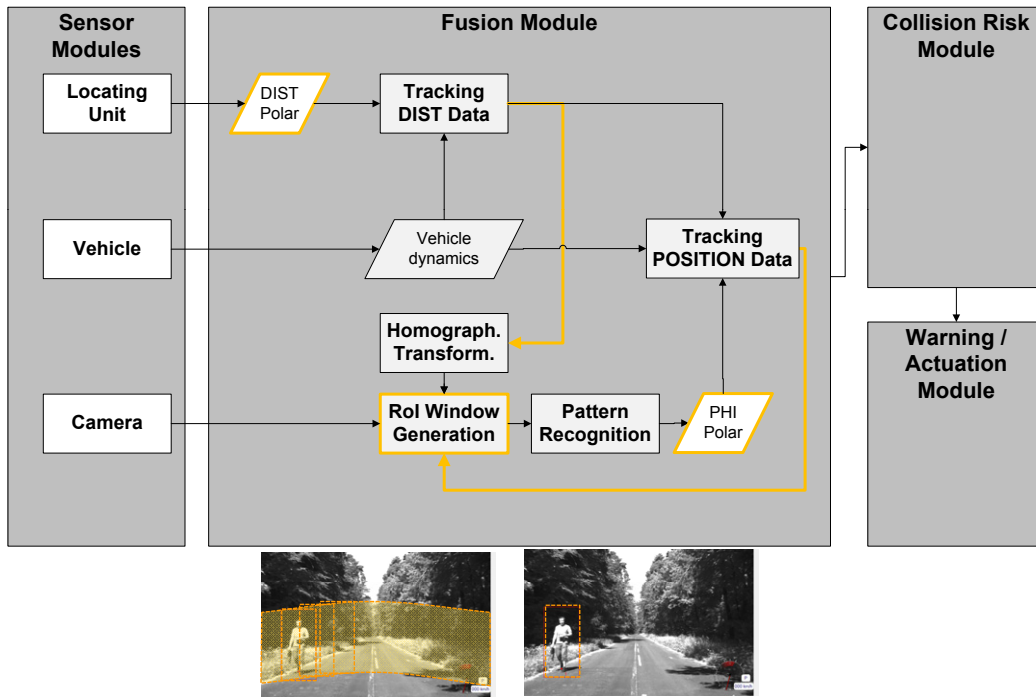 Sensor
Modules
Fusion Module
Collision Risk
Module
Locating
Unit
DIST
Polar
Tracking
DIST Data
Vehicle
Vehicle
dynamics
Tracking
POSITION Data
Homograph.
Transform.
Warning /
Actuation
Module
Camera
RoI Window
Generation
Pattern
Recognition
PHI
Polar